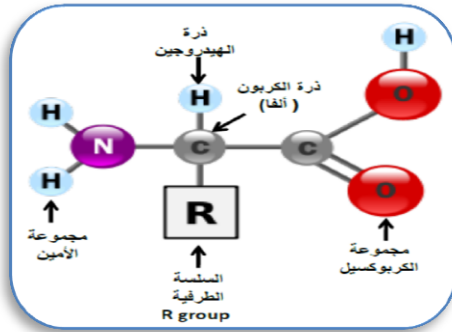 ذرة
الهيدروجين
H
ذرة الكربون
( ألفا)
H
H
O
N
C
C
H
O
R
مجموعة
الأمين
السلسة
الطرفية
R group
مجموعة
الكربوكسيل